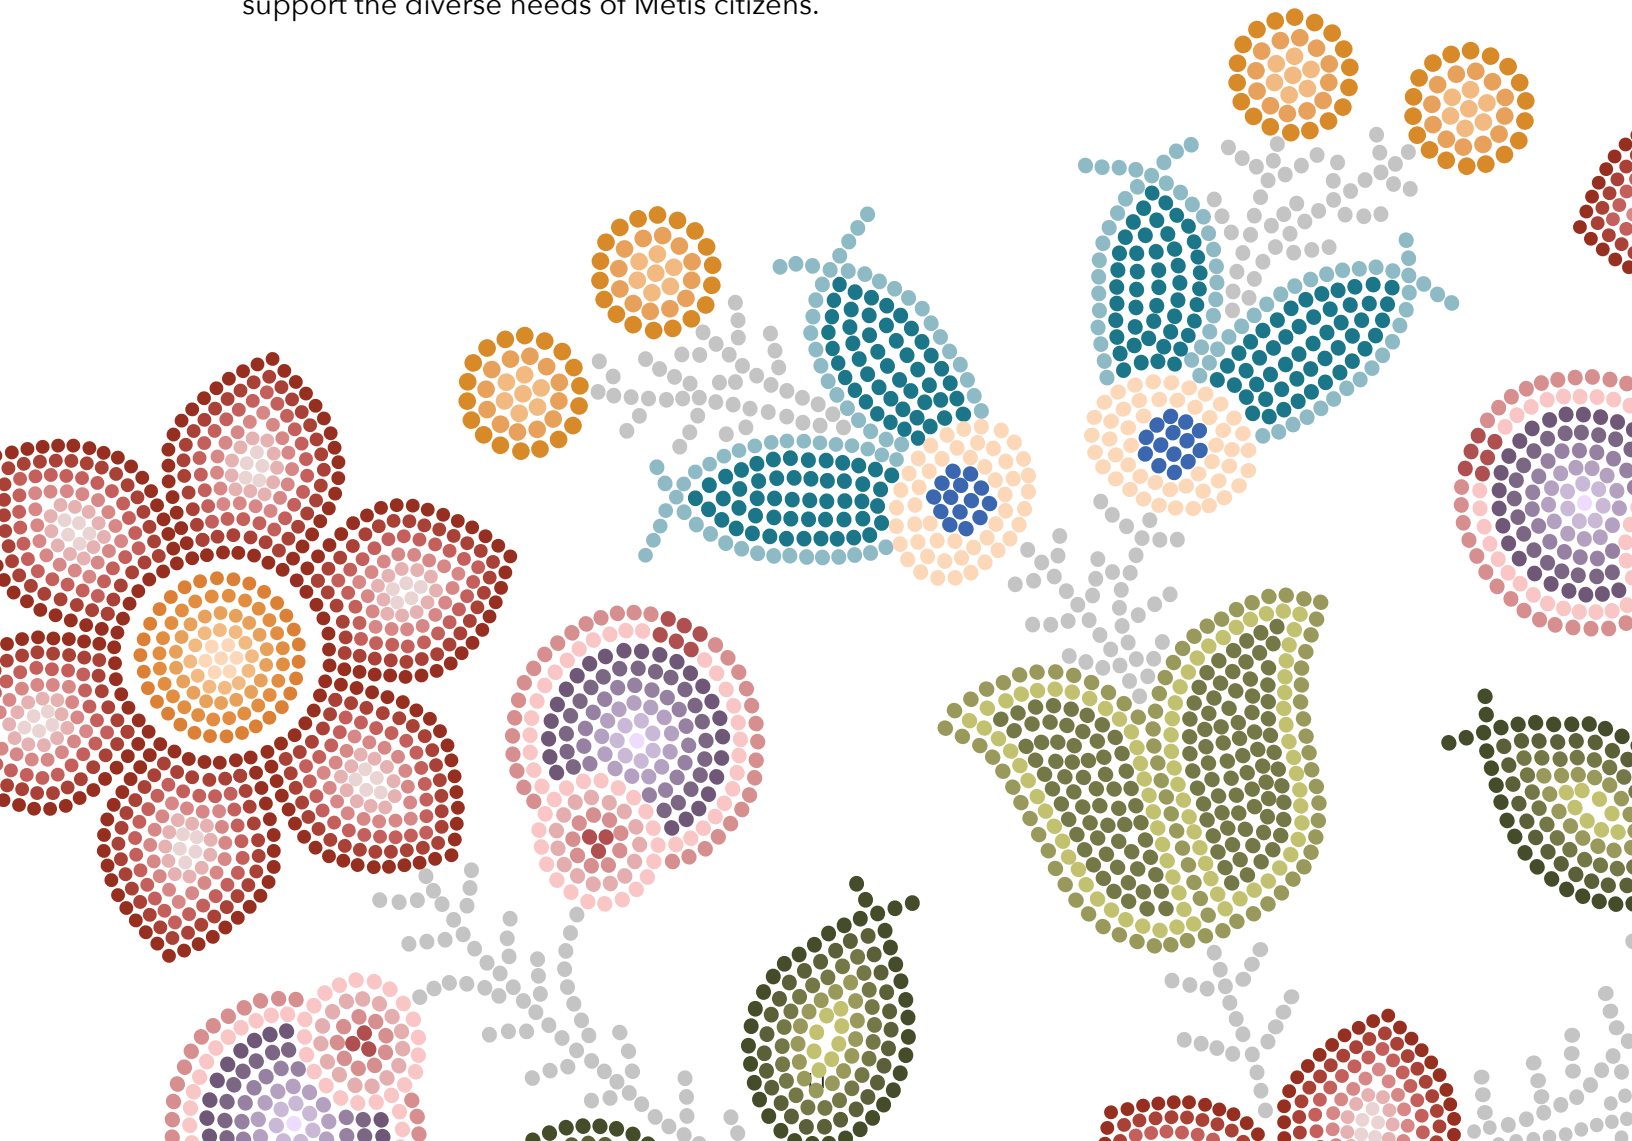 support the diverse needs of Métis citizens.